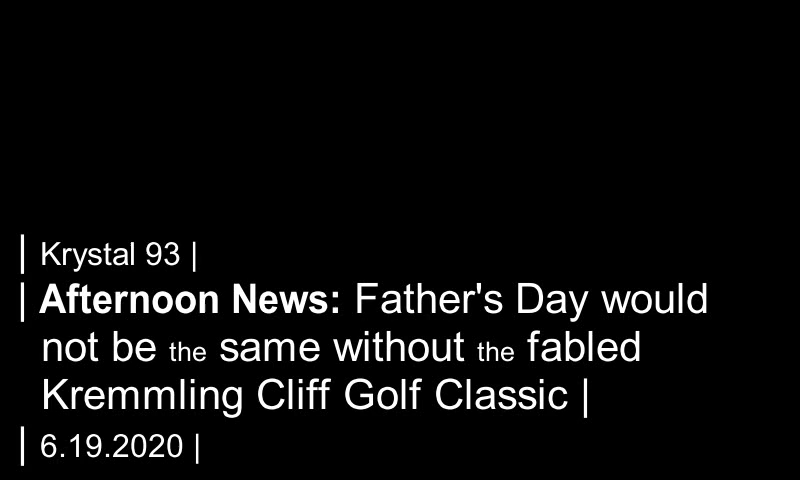 | Krystal 93 |
| Afternoon News: Father's Day would
not be the same without the fabled
Kremmling Cliff Golf Classic |
| 6.19.2020 |